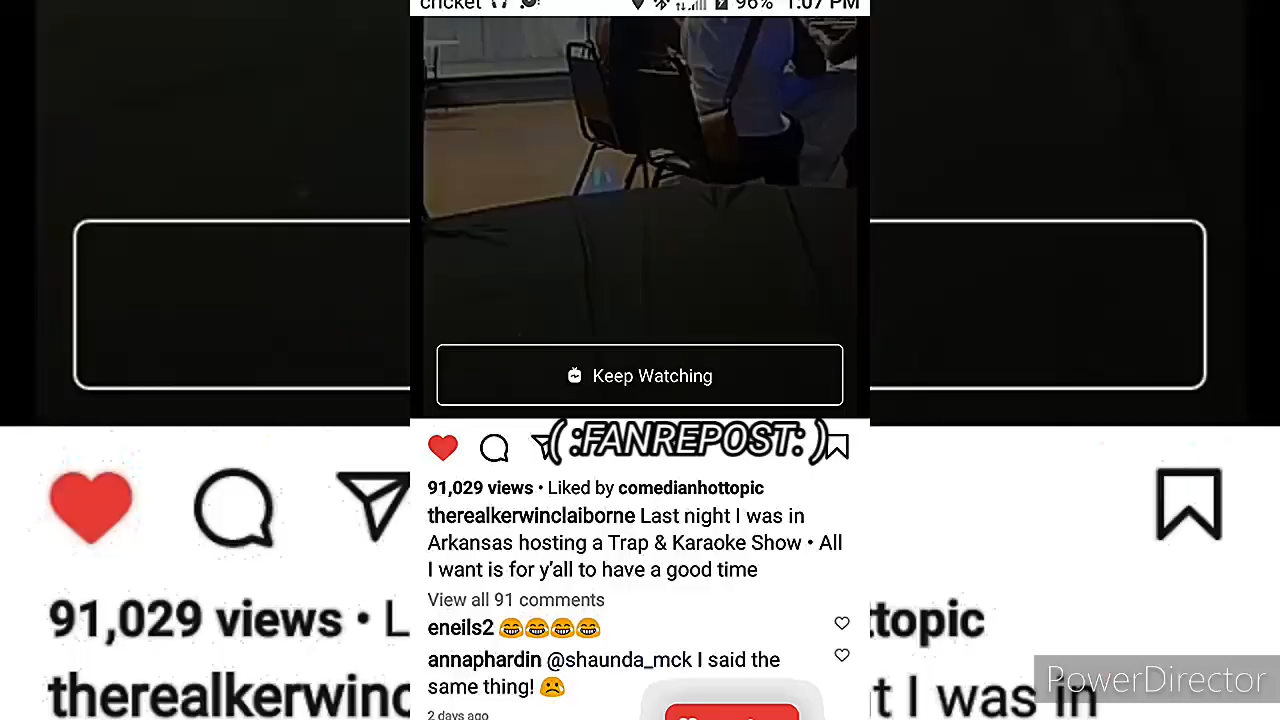 cricket 96% 1:07 PM
Keep Watching
( :FANREPOST: )
91,029 views • Liked by comedianhottopic
therealkerwinclaiborne Last night I was in
Arkansas hosting a Trap & Karaoke Show • All
I want is for y'all to have a good time
View all 91 comments
eneils2 😂😂😂😂
annaphardin @shaunda_mck I said the
same thing! ☹️
2 days ago
91,029 views • L
ttopic
therealkerwinc
t I was in
PowerDirector